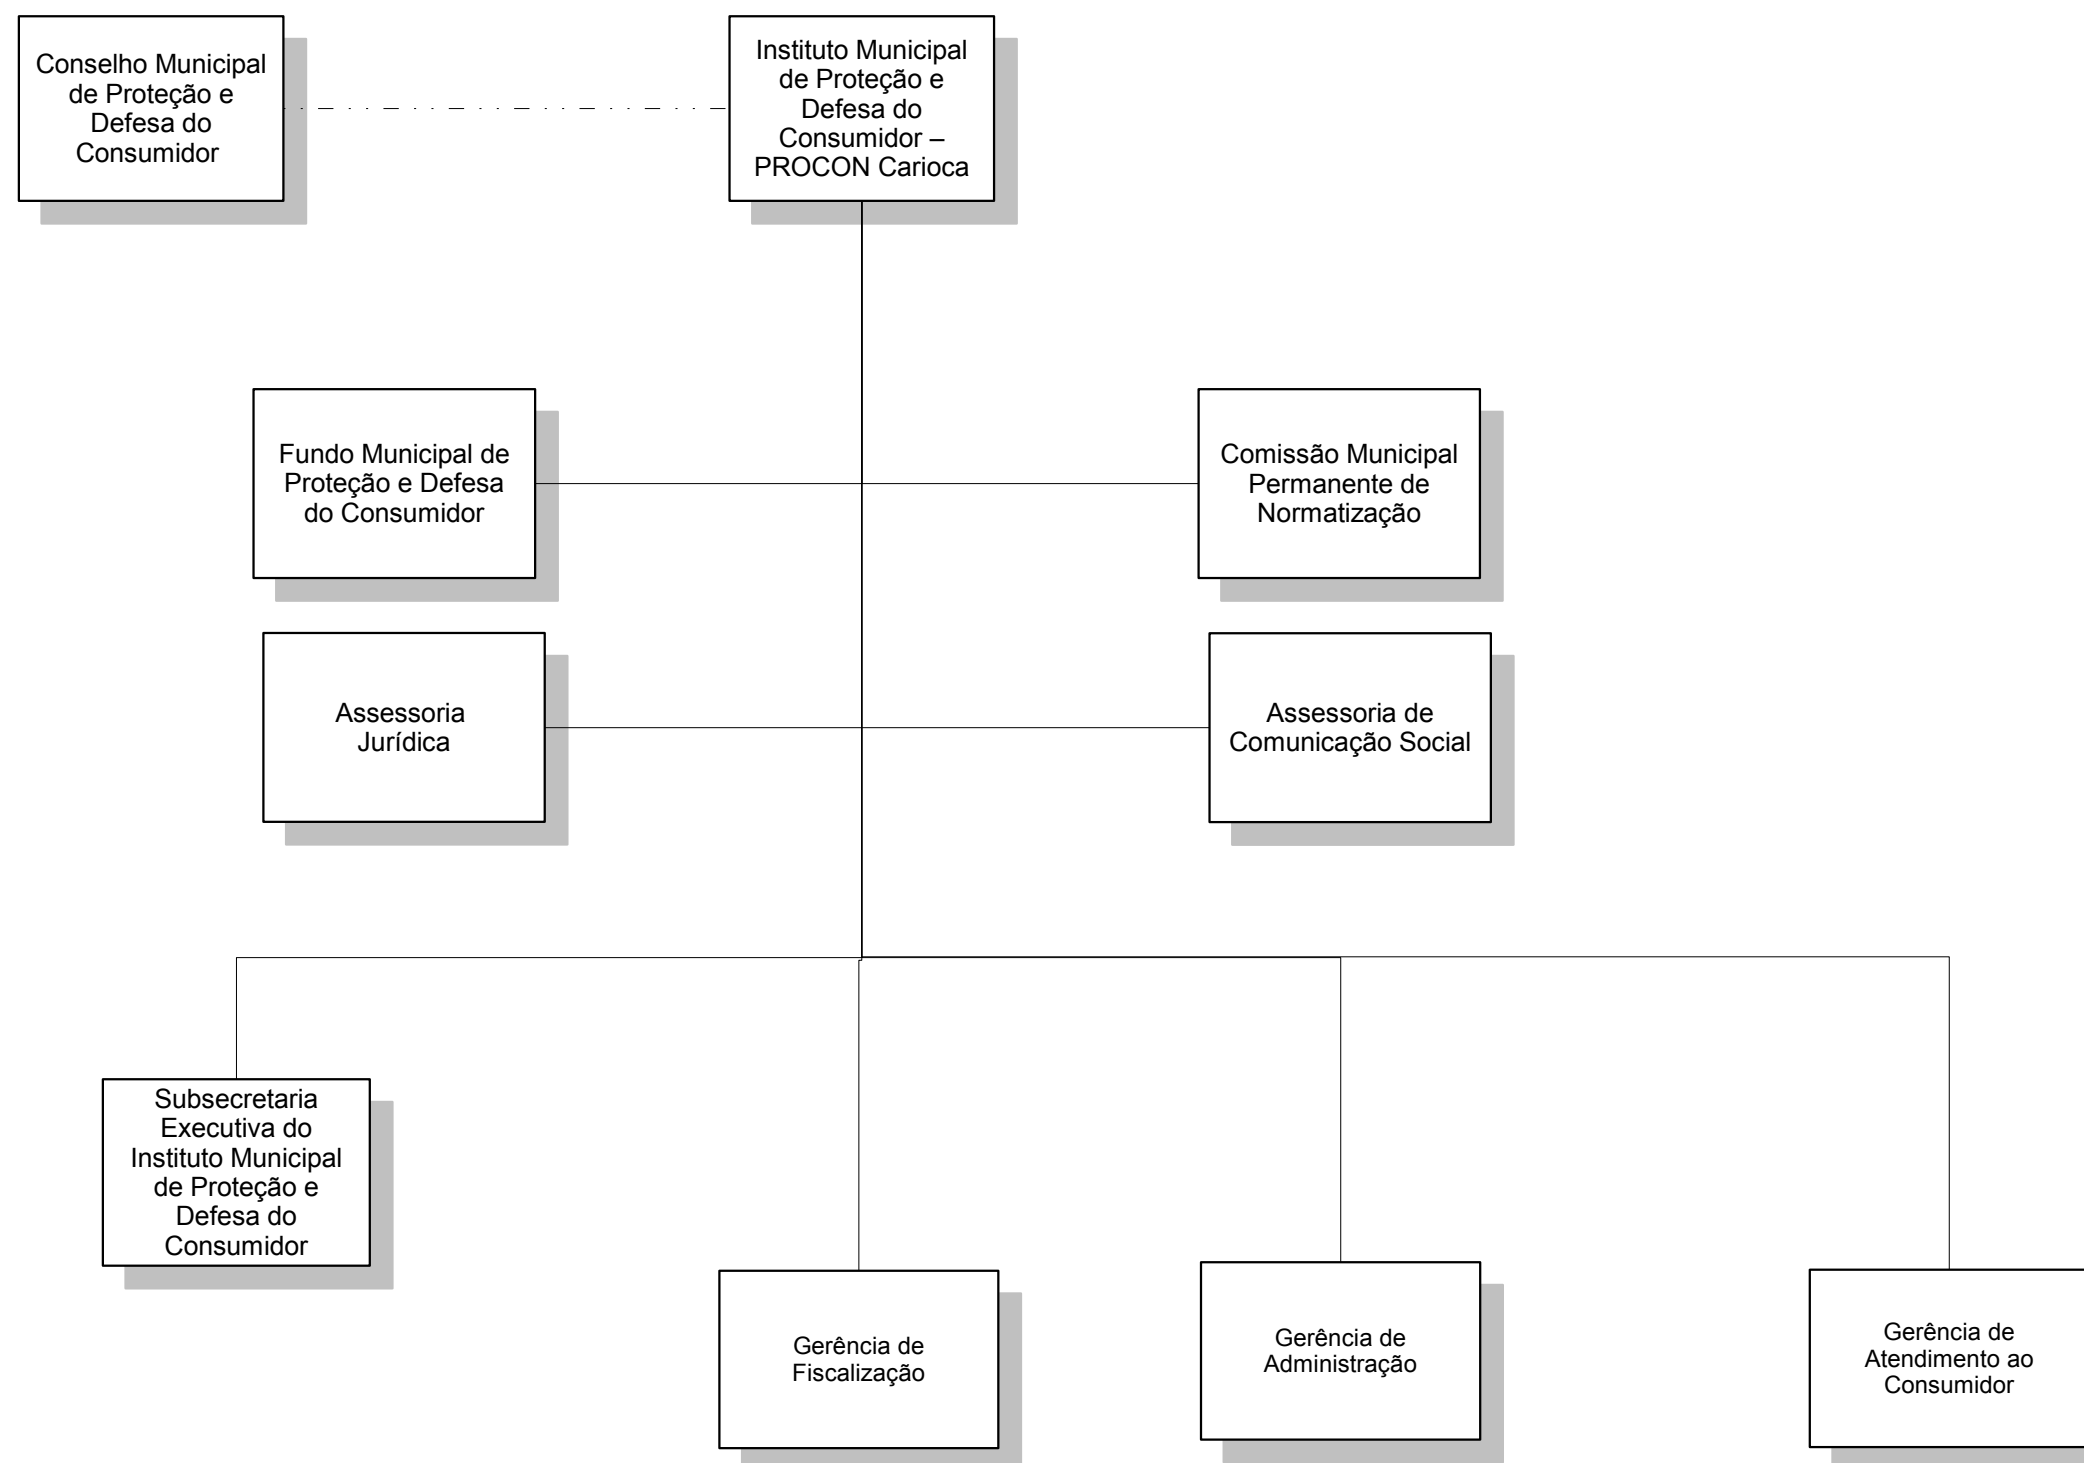 Conselho Municipal
de Proteção e
Defesa do
Consumidor
Instituto Municipal
de Proteção e
Defesa do
Consumidor –
PROCON Carioca
Fundo Municipal de
Proteção e Defesa
do Consumidor
Comissão Municipal
Permanente de
Normatização
Assessoria
Jurídica
Assessoria de
Comunicação Social
Subsecretaria
Executiva do
Instituto Municipal
de Proteção e
Defesa do
Consumidor
Gerência de
Fiscalização
Gerência de
Administração
Gerência de
Atendimento ao
Consumidor